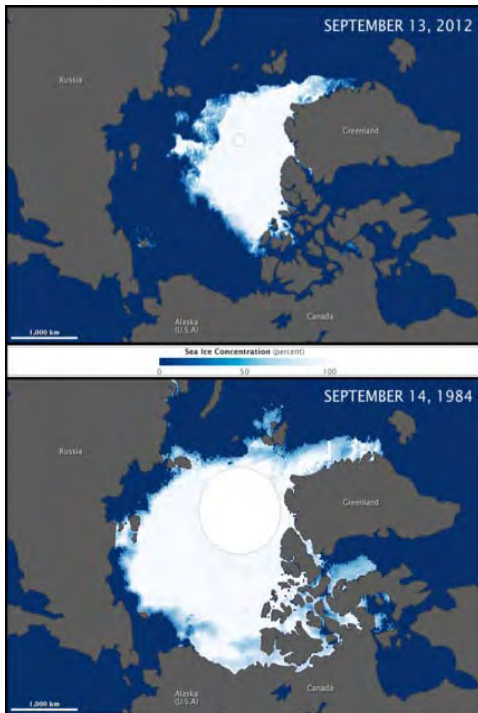 SEPTEMBER 13, 2012
Russia
Greenland
Canada
Alaska
(U.S.A)
1,000 km
Sea Ice Concentration (percent)
0 50 100
SEPTEMBER 14, 1984
Russia
Greenland
Canada
Alaska
(U.S.A)
1,000 km